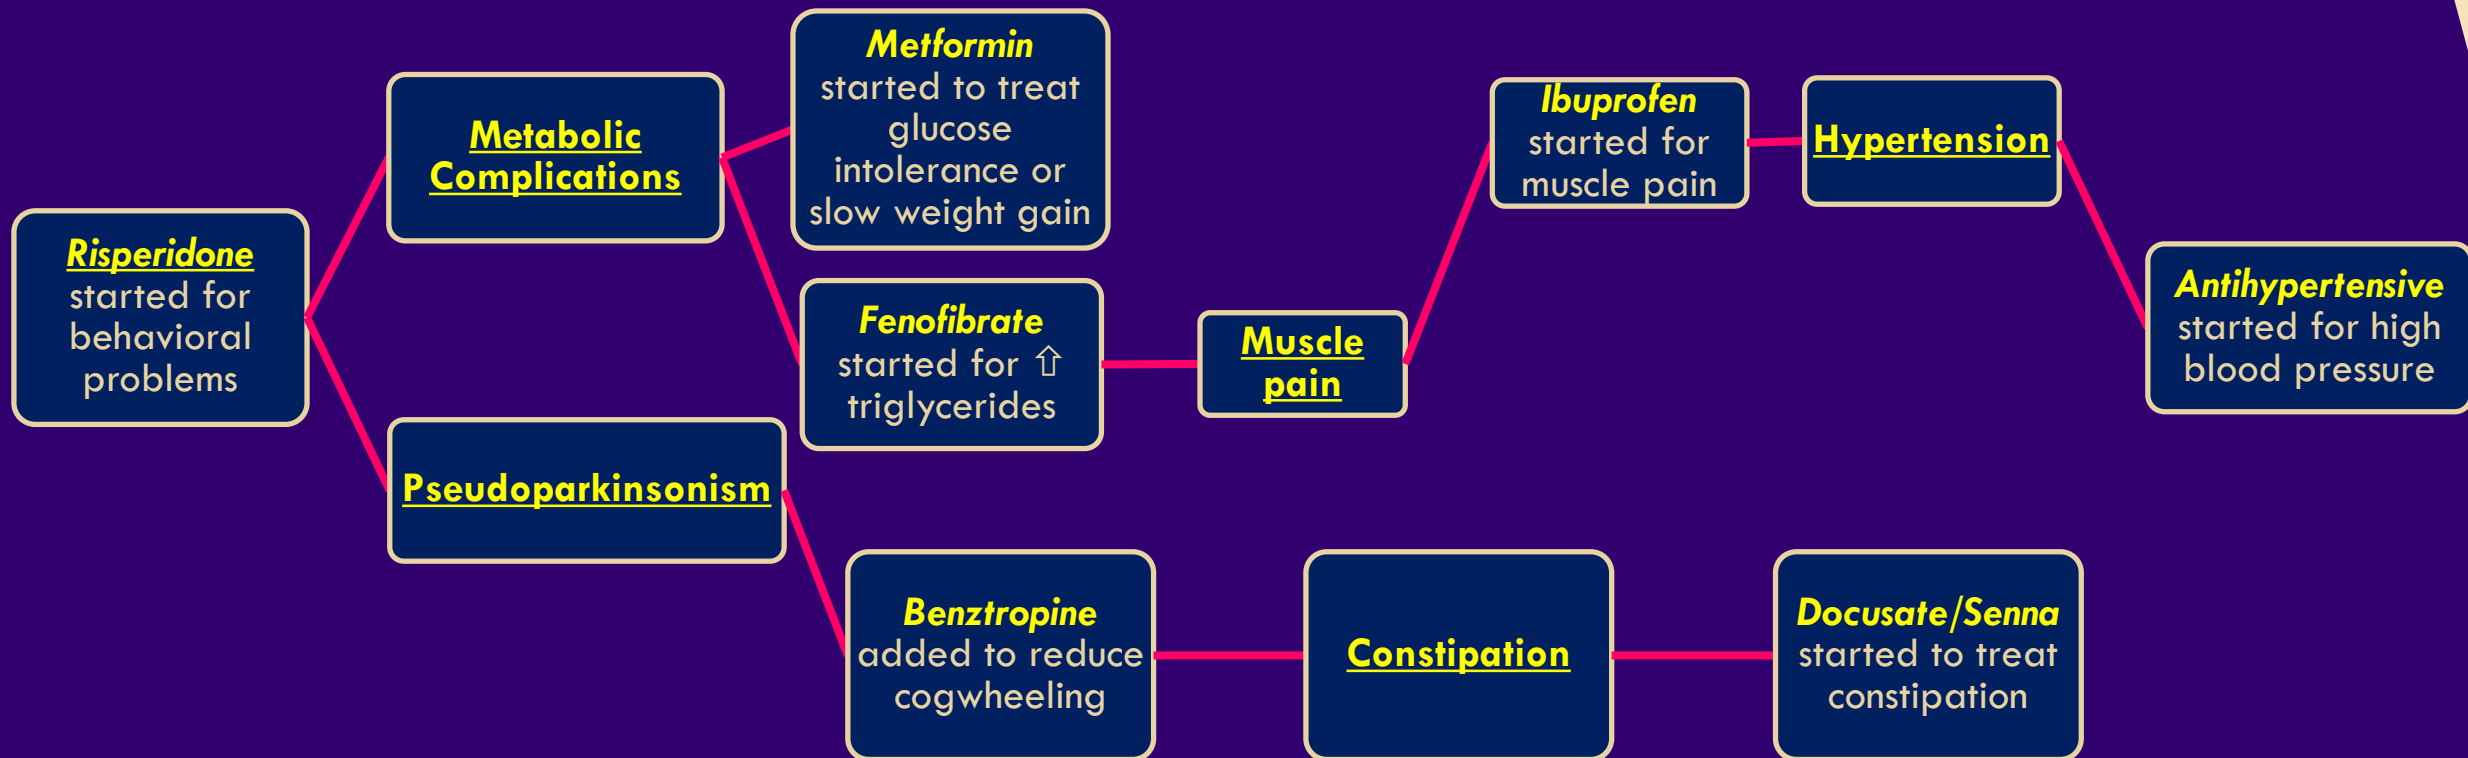 Risperidone
started for
behavioral
problems
Metabolic
Complications
Metformin
started to treat
glucose
intolerance or
slow weight gain
Fenofibrate
started for ⇧
triglycerides
Muscle
pain
Ibuprofen
started for
muscle pain
Hypertension
Antihypertensive
started for high
blood pressure
Pseudoparkinsonism
Benztropine
added to reduce
cogwheeling
Constipation
Docusate/Senna
started to treat
constipation